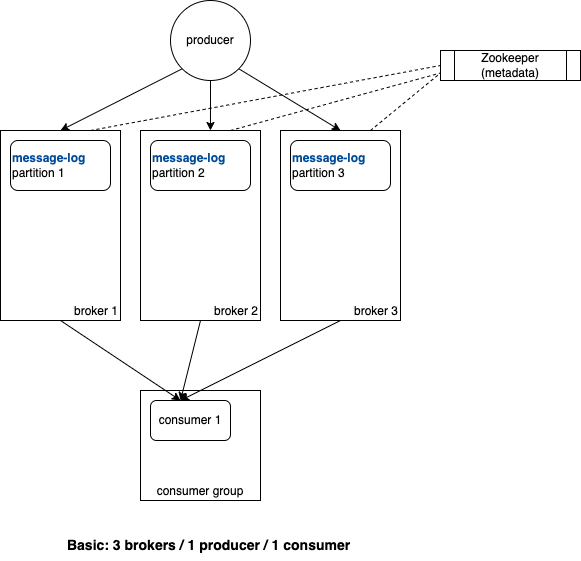 producer
Zookeeper
(metadata)
message-log
partition 1
message-log
partition 2
message-log
partition 3
broker 1
broker 2
broker 3
consumer 1
consumer group
Basic: 3 brokers / 1 producer / 1 consumer